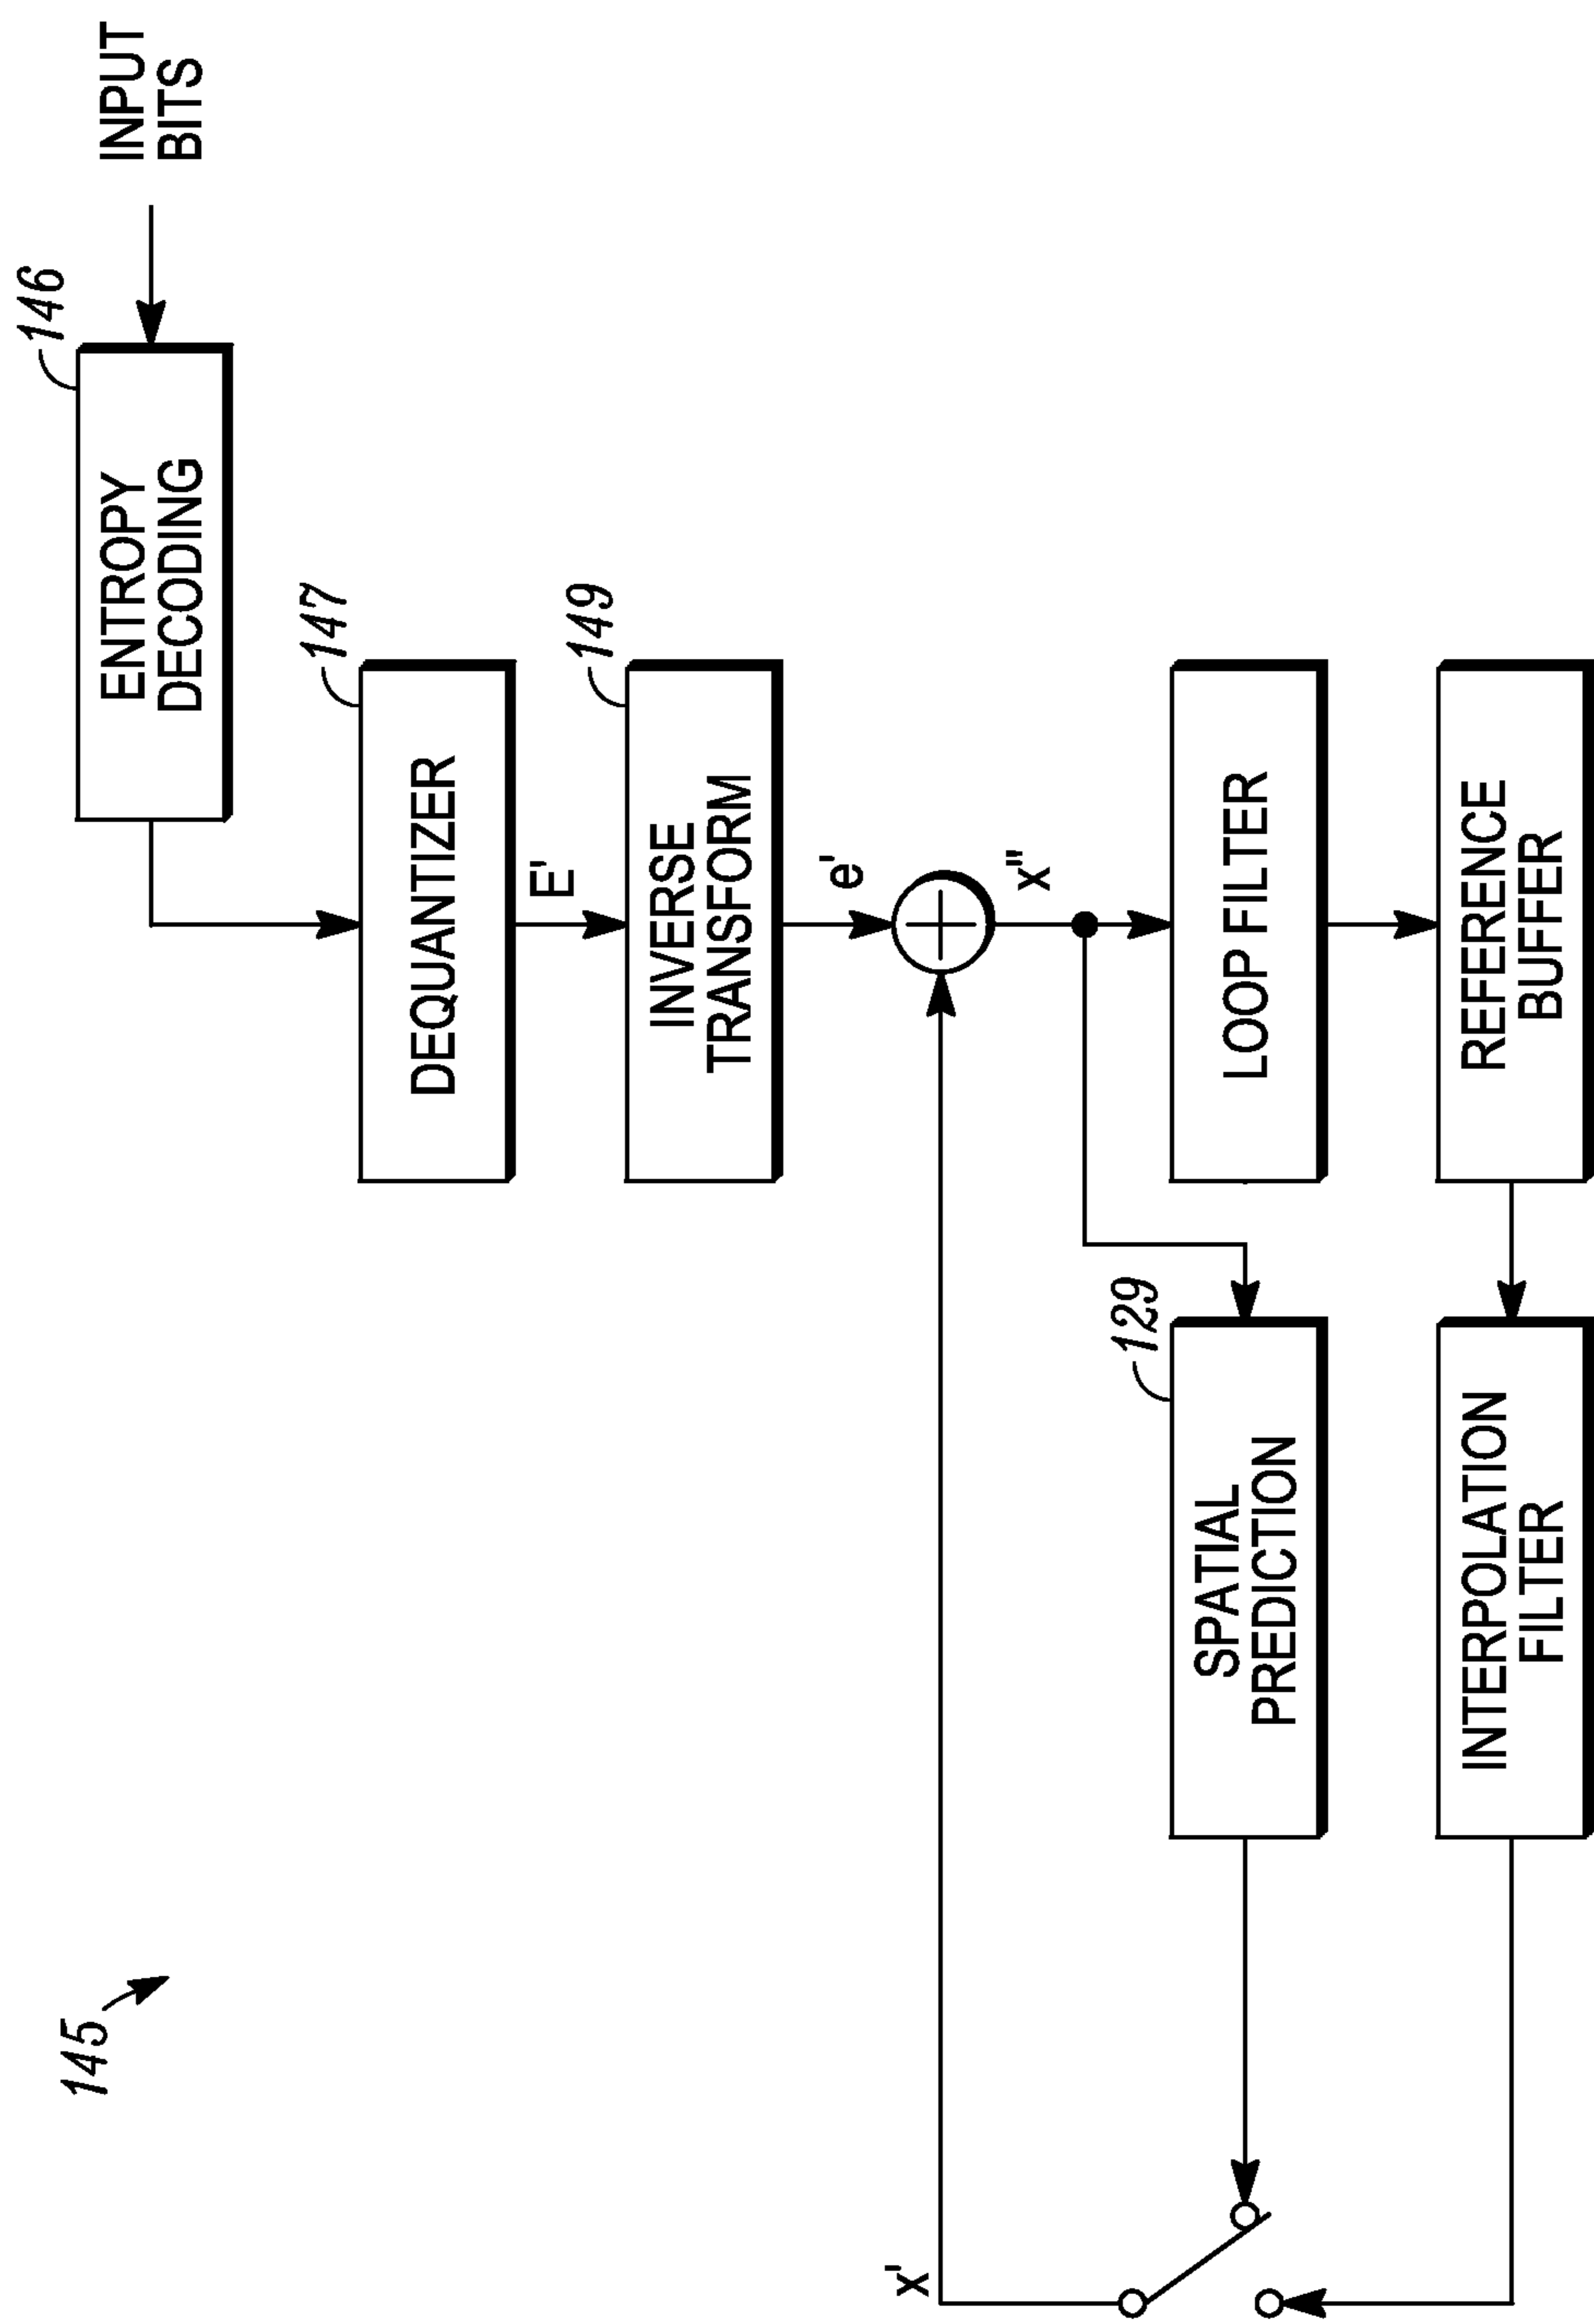 145
INPUT
BITS
146
ENTROPY
DECODING
147
DEQUANTIZER
E'
149
INVERSE
TRANSFORM
e'
x'
x"
129
SPATIAL
PREDICTION
LOOP FILTER
INTERPOLATION
FILTER
REFERENCE
BUFFER